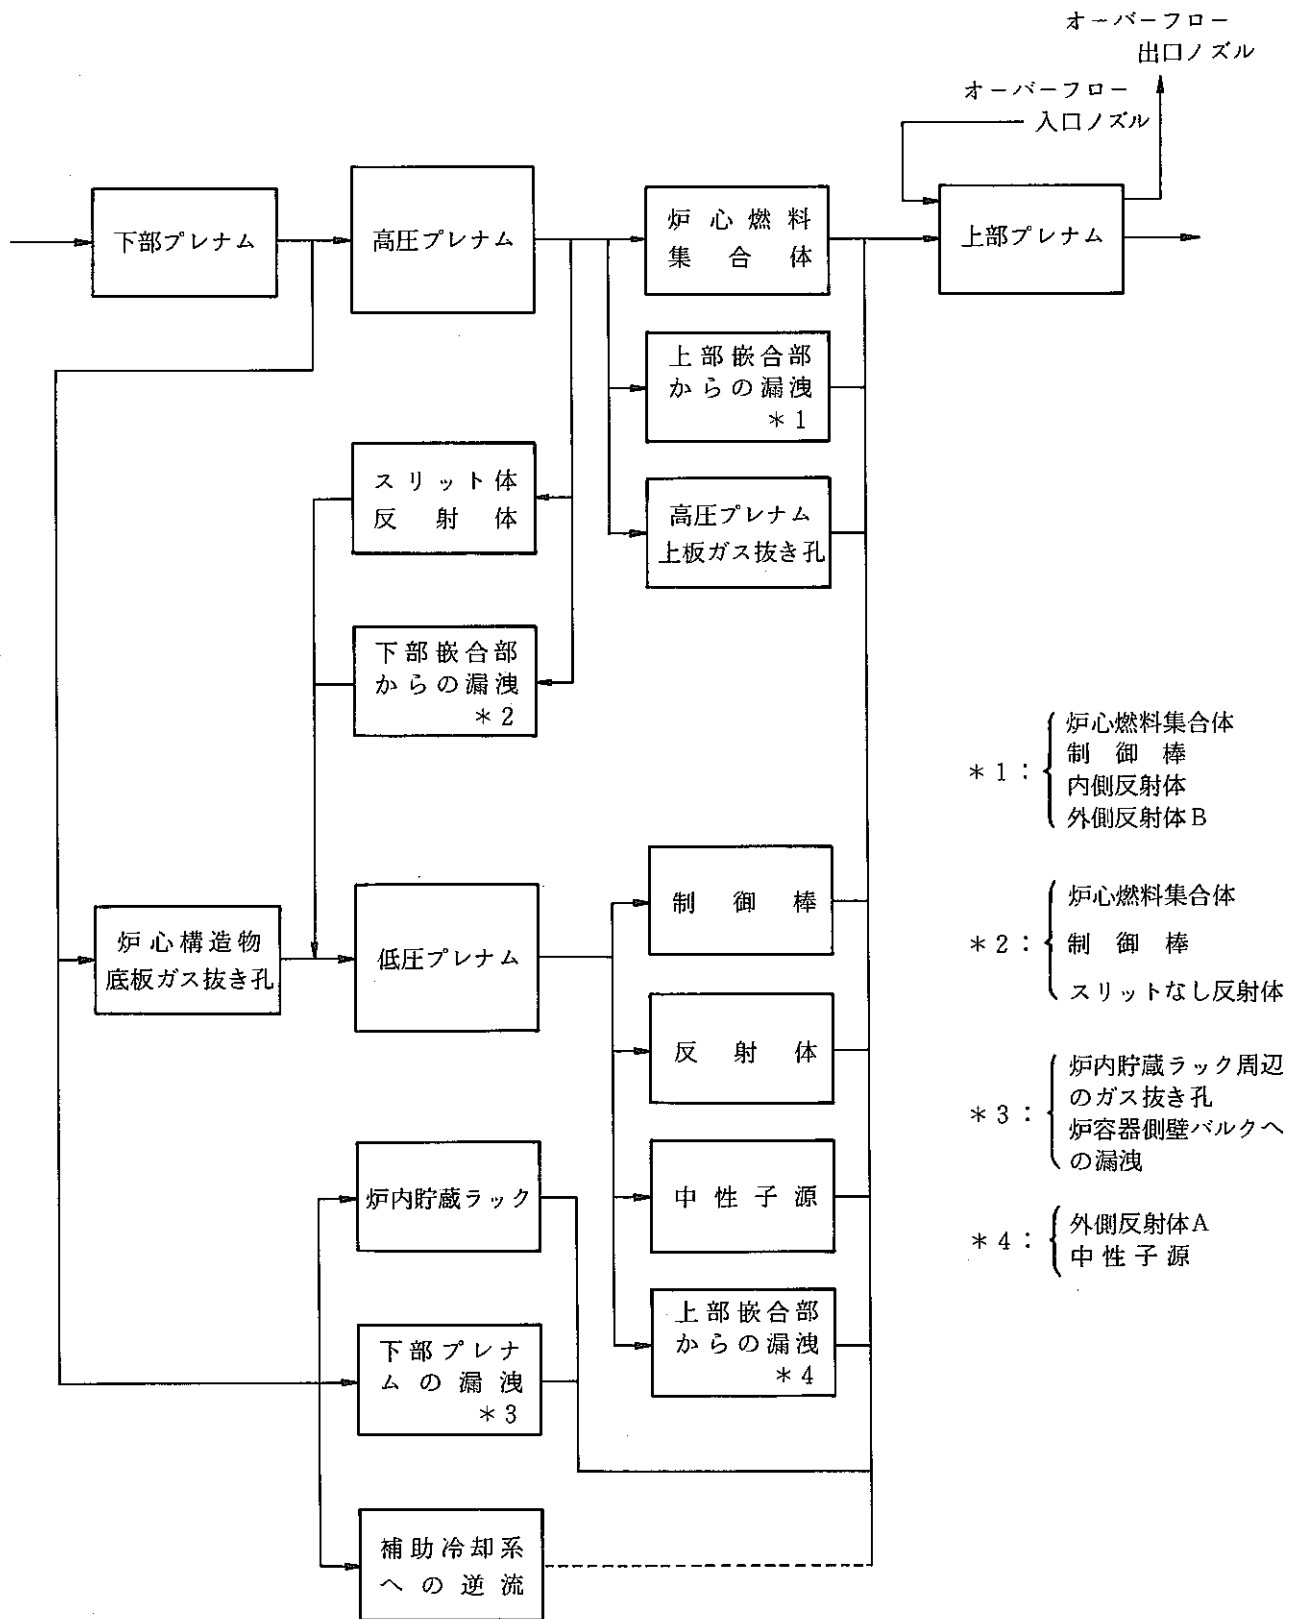 オーバーフロー
出口ノズル
オーバーフロー
入口ノズル
下部プレナム
高圧プレナム
炉心燃料
集合体
上部プレナム
上部嵌合部
からの漏洩
＊1
スリット体
反射体
高圧プレナム
上板ガス抜き孔
下部嵌合部
からの漏洩
＊2
＊1：
炉心燃料集合体
制御棒
内側反射体
外側反射体B
炉心構造物
底板ガス抜き孔
低圧プレナム
制御棒
＊2：
炉心燃料集合体
制御棒
スリットなし反射体
反射体
＊3：
炉内貯蔵ラック周辺
のガス抜き孔
炉容器側壁バルクへ
の漏洩
炉内貯蔵ラック
中性子源
＊4：
外側反射体A
中性子源
下部プレナ
ムの漏洩
＊3
上部嵌合部
からの漏洩
＊4
補助冷却系
への逆流